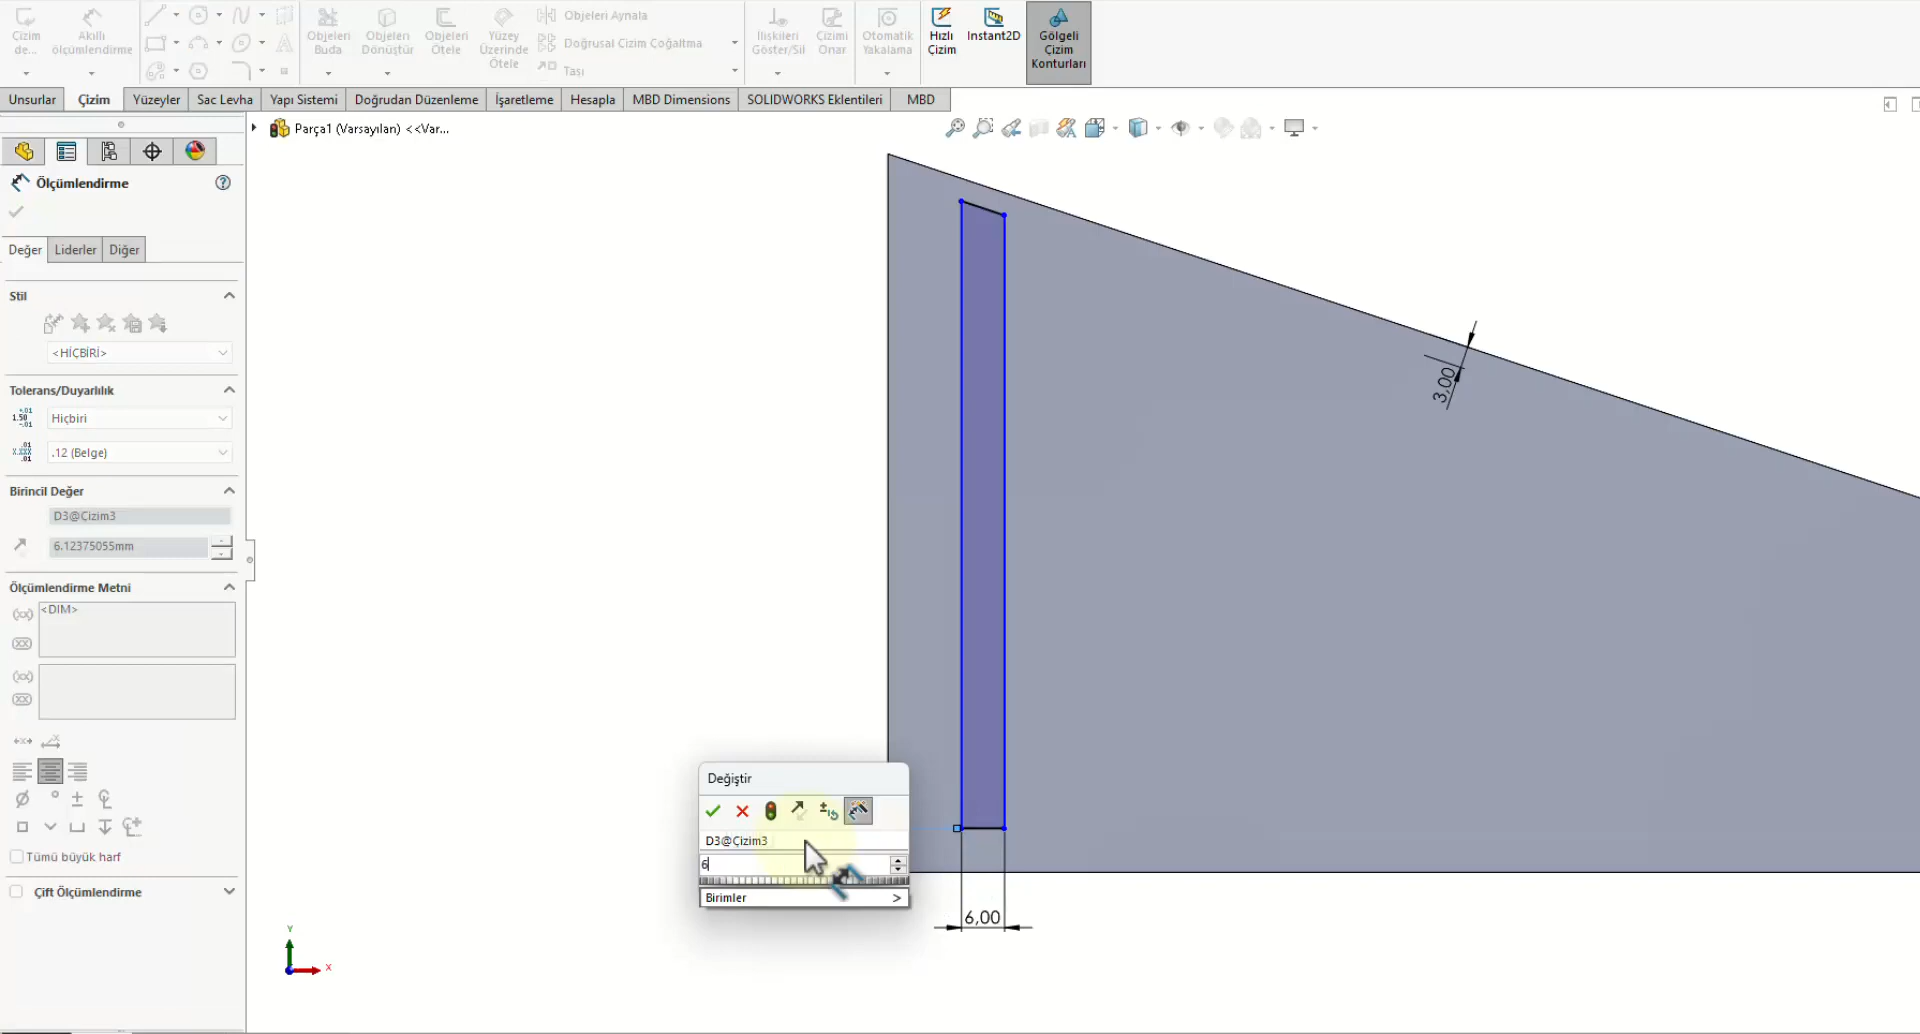 Çizim de...
Akıllı ölçümlendirme
Objeleri Buda
Objeleri Dönüştür
Objeleri Ötele
Yüzey Üzerinde Ötele
Objeleri Aynala
Doğrusal Çizim Çoğaltma
Taşı
İlişkileri Göster/Sil
Çizimi Onar
Otomatik Yakalama
Hızlı Çizim
Instant2D
Gölgeli Çizim Konturları
Unsurlar Çizim Yüzeyler Sac Levha Yapı Sistemi Doğrudan Düzenleme İşaretleme Hesapla MBD Dimensions SOLIDWORKS Eklentileri MBD
Parça1 (Varsayılan) <<Var...
Ölçümlendirme
Değer Liderler Diğer
Stil
<HİÇBİRİ>
Tolerans/Duyarlılık
Hiçbiri
.12 (Belge)
Birincil Değer
D3@Çizim3
6.12375055mm
Ölçümlendirme Metni
<DIM>
Tümü büyük harf
Çift Ölçümlendirme
3,00
Değiştir
D3@Çizim3
6
Birimler >
6,00
Y
X